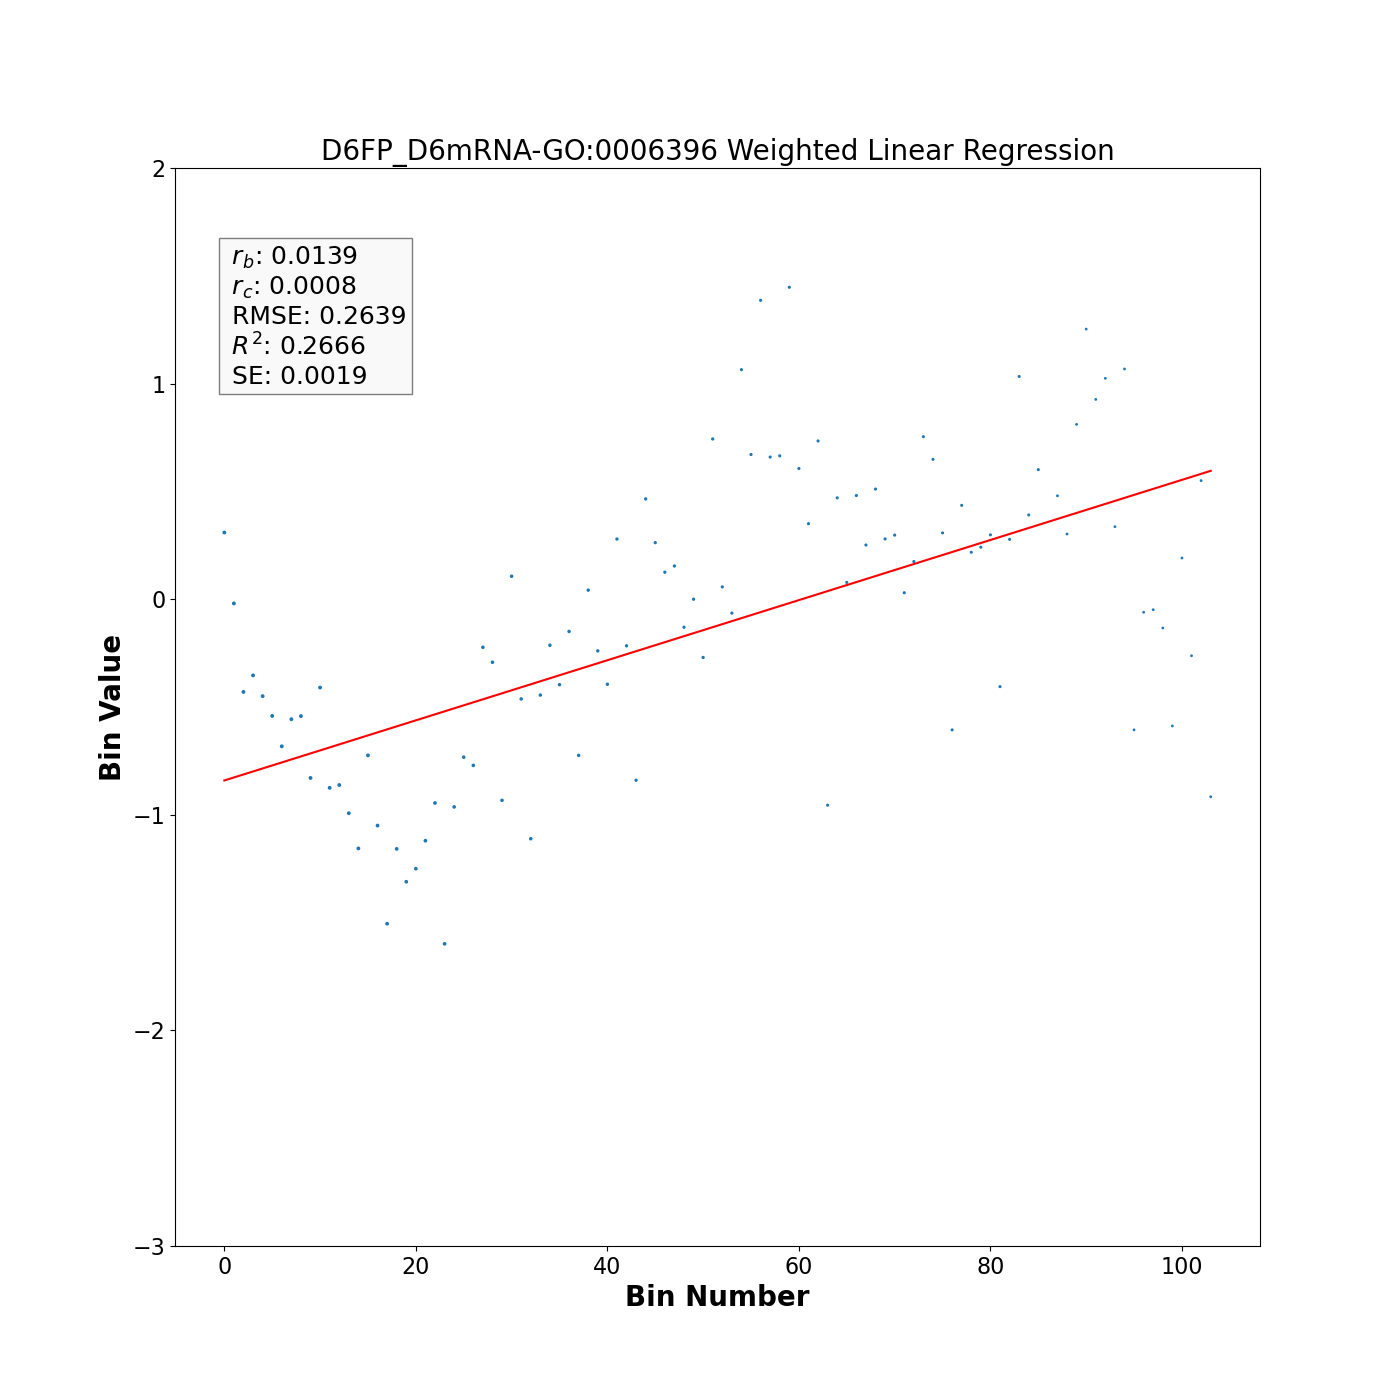 D6FP_D6mRNA-GO:0006396 Weighted Linear Regression
2
1
0
−1
−2
−3
r_b: 0.0139
r_c: 0.0008
RMSE: 0.2639
R²: 0.2666
SE: 0.0019
Bin Value
0 20 40 60 80 100
Bin Number